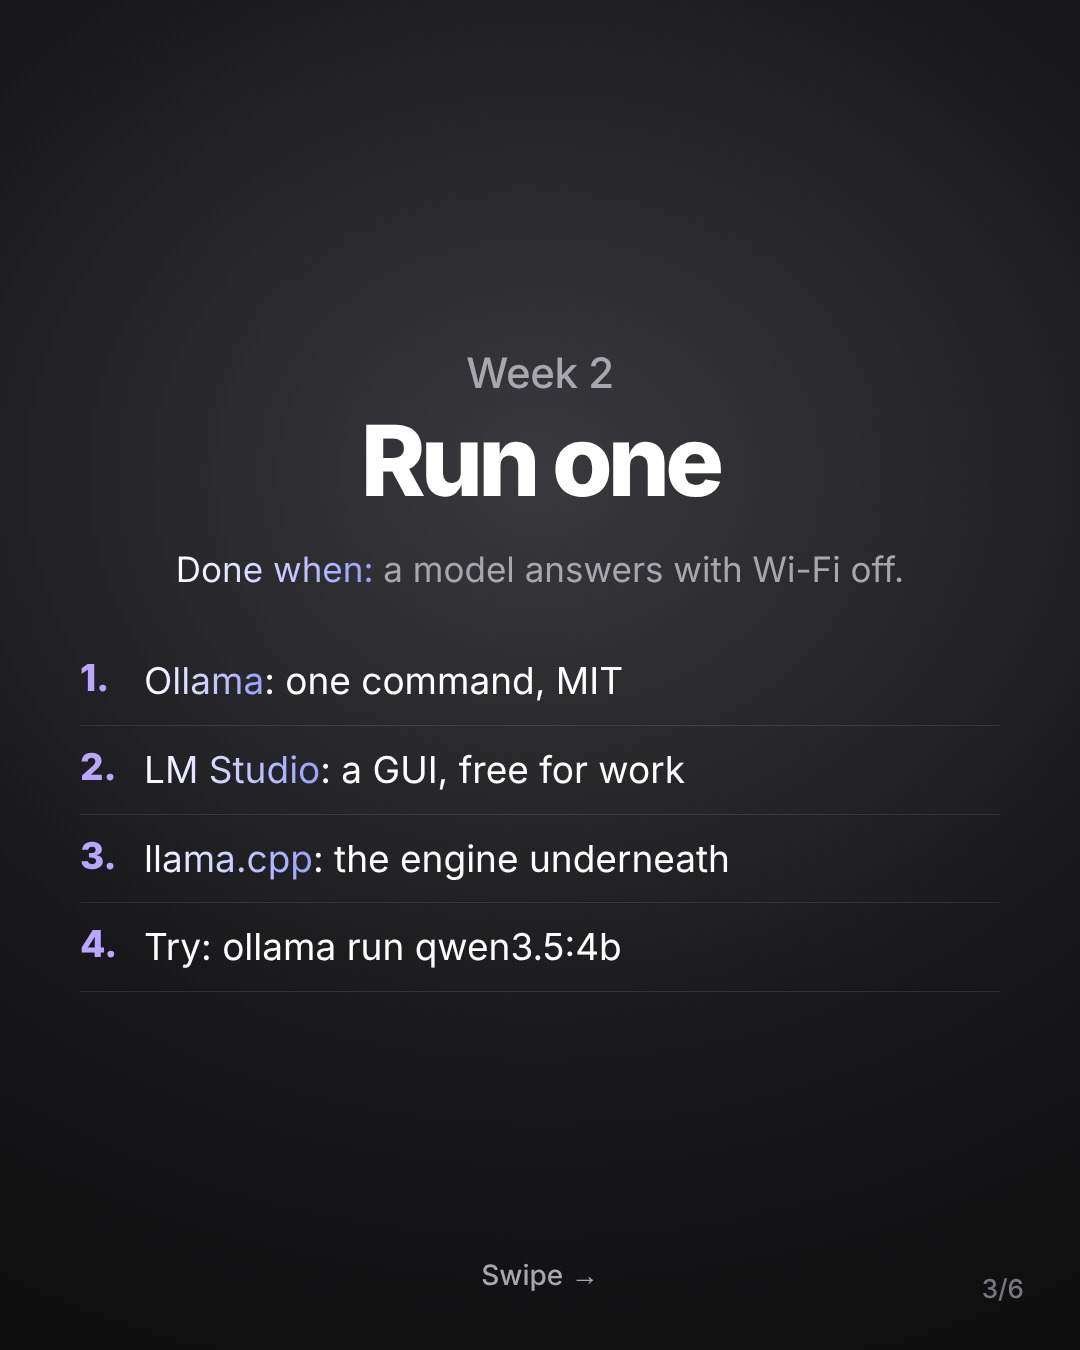 Week 2
Run one
Done when: a model answers with Wi-Fi off.
1. Ollama: one command, MIT
2. LM Studio: a GUI, free for work
3. llama.cpp: the engine underneath
4. Try: ollama run qwen3.5:4b
Swipe →
3/6